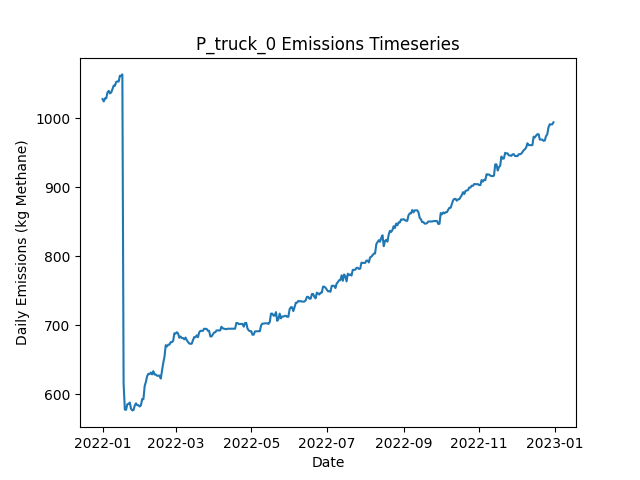 P_truck_0 Emissions Timeseries
Daily Emissions (kg Methane)
1000
900
800
700
600
2022-01 2022-03 2022-05 2022-07 2022-09 2022-11 2023-01
Date